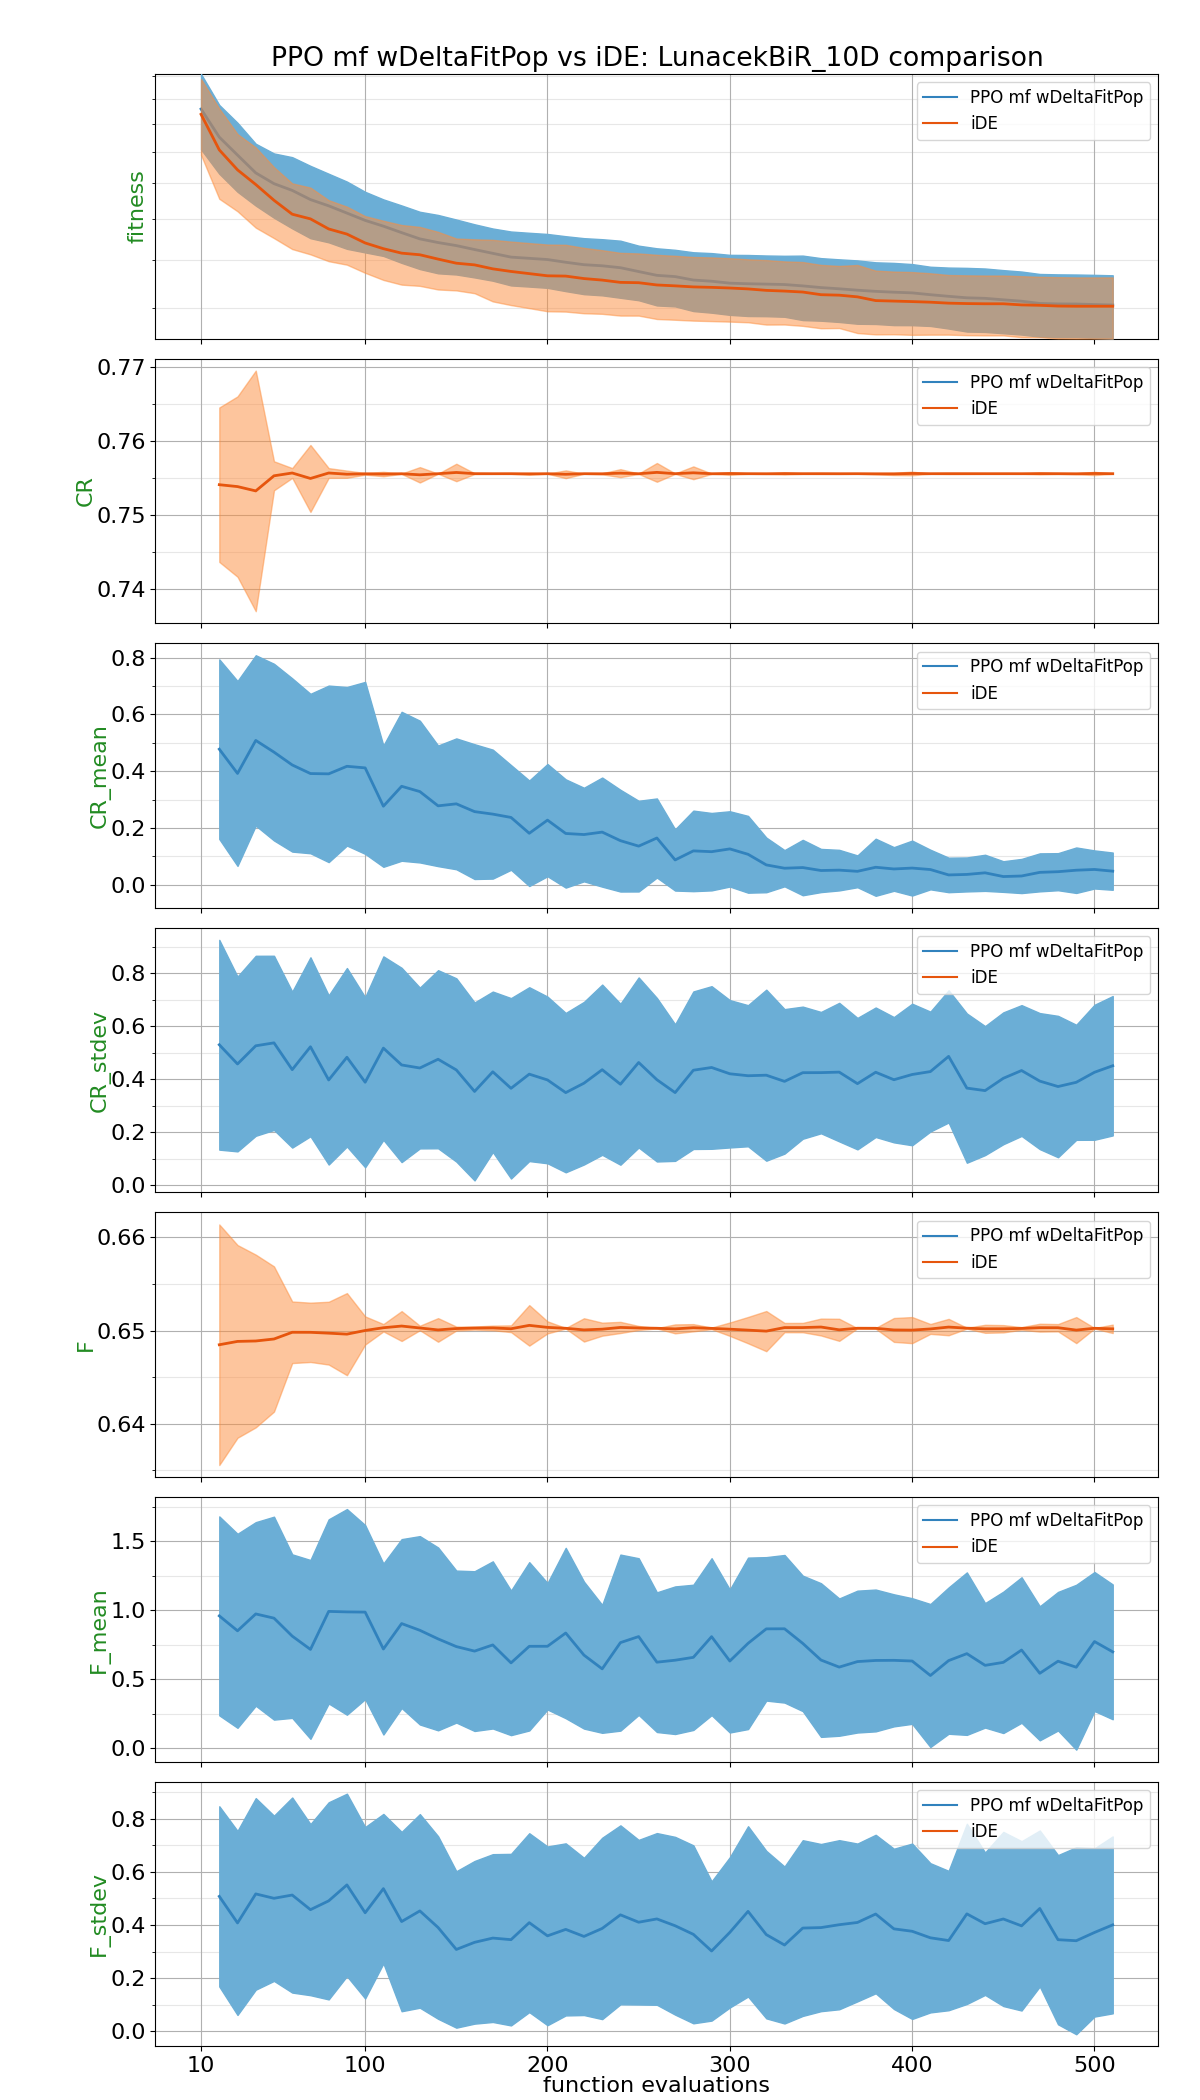 PPO mf wDeltaFitPop vs iDE: LunacekBiR_10D comparison
fitness
PPO mf wDeltaFitPop
iDE
CR
0.77
0.76
0.75
0.74
PPO mf wDeltaFitPop
iDE
CR_mean
0.8
0.6
0.4
0.2
0.0
PPO mf wDeltaFitPop
iDE
CR_stdev
0.8
0.6
0.4
0.2
0.0
PPO mf wDeltaFitPop
iDE
F
0.66
0.65
0.64
PPO mf wDeltaFitPop
iDE
F_mean
1.5
1.0
0.5
0.0
PPO mf wDeltaFitPop
iDE
F_stdev
0.8
0.6
0.4
0.2
0.0
PPO mf wDeltaFitPop
iDE
10 100 200 300 400 500
function evaluations